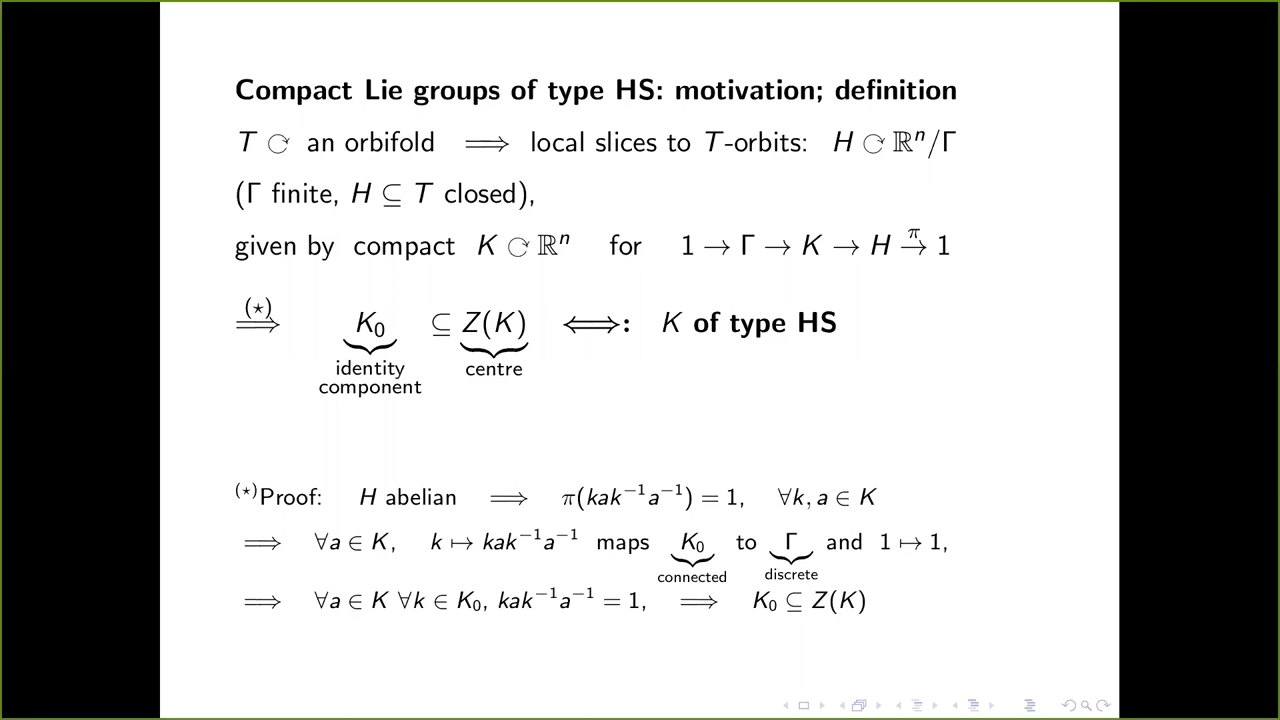 Compact Lie groups of type HS: motivation; definition
T ⟳ an orbifold ⟹ local slices to T-orbits: H ⟳ ℝⁿ/Γ
(Γ finite, H ⊆ T closed),
given by compact K ⟳ ℝⁿ for 1 → Γ → K → H →^π 1
⟹^(⋆) K₀ ⊆ Z(K) ⟺: K of type HS
identity component centre
(⋆)Proof: H abelian ⟹ π(kak⁻¹a⁻¹) = 1, ∀k, a ∈ K
⟹ ∀a ∈ K, k ↦ kak⁻¹a⁻¹ maps K₀ to Γ and 1 ↦ 1,
connected discrete
⟹ ∀a ∈ K ∀k ∈ K₀, kak⁻¹a⁻¹ = 1, ⟹ K₀ ⊆ Z(K)